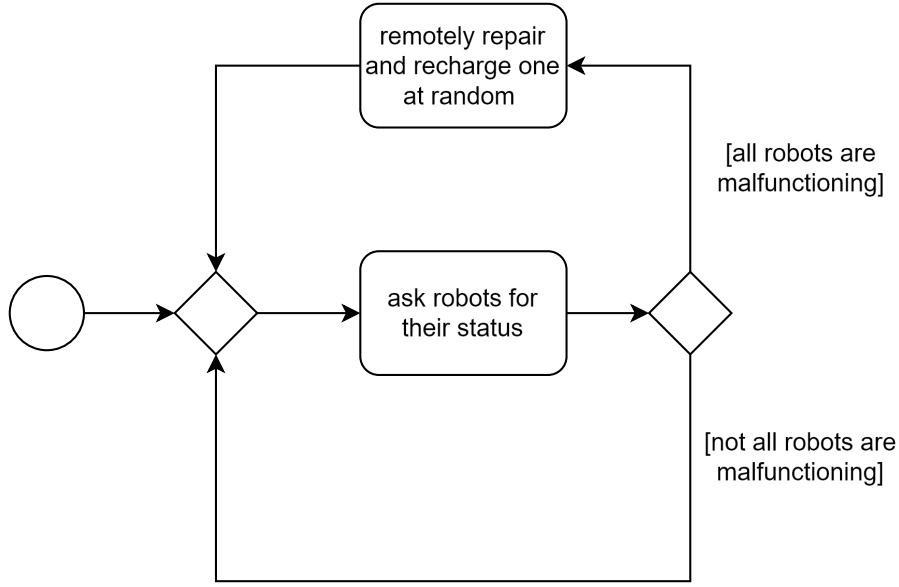 remotely repair
and recharge one
at random
[all robots are
malfunctioning]
ask robots for
their status
[not all robots are
malfunctioning]